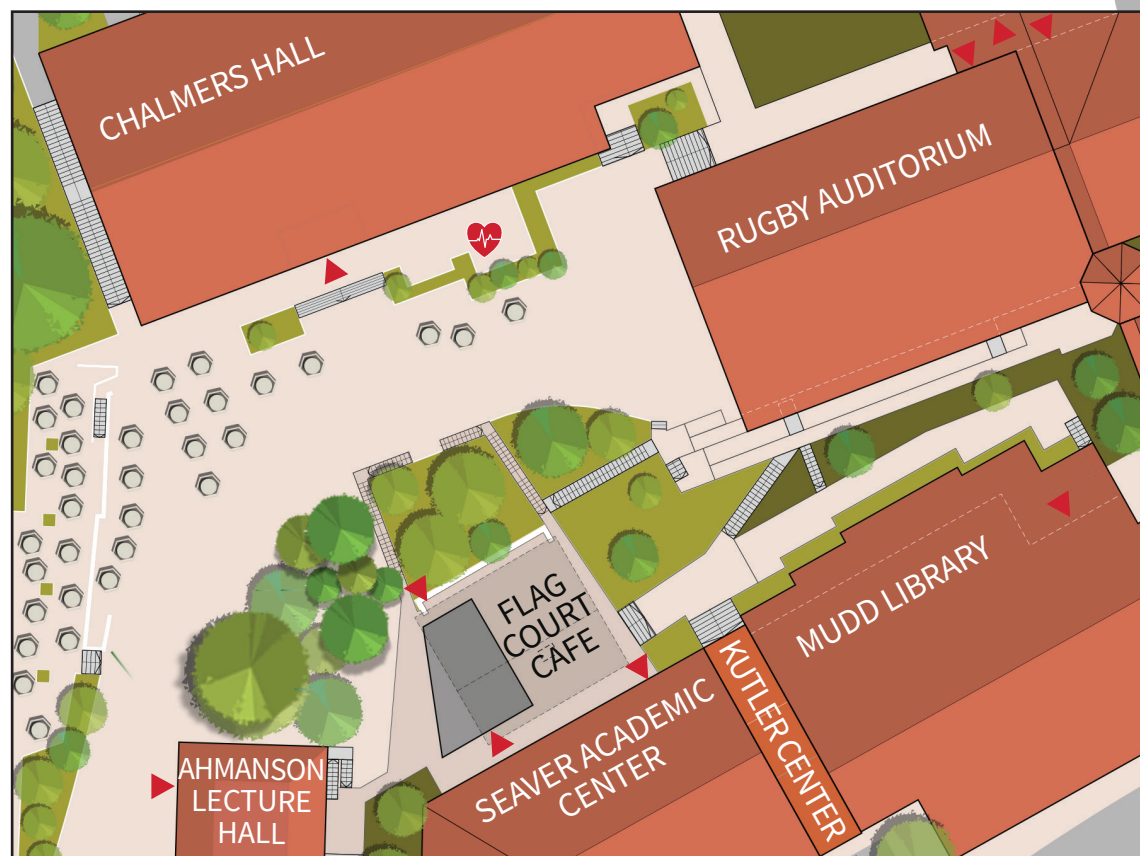 CHALMERS HALL
RUGBY AUDITORIUM
FLAG
COURT
CAFE
MUDD LIBRARY
KUTLER CENTER
SEAVER ACADEMIC
CENTER
AHMANSON
LECTURE
HALL